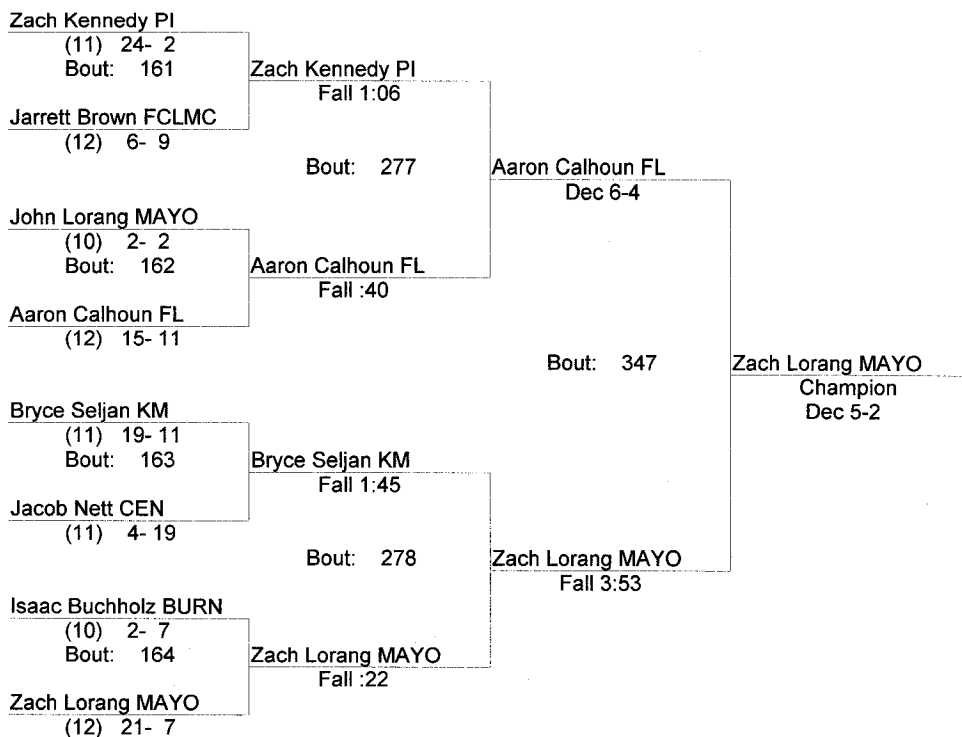 Zach Kennedy PI
(11) 24- 2
Bout: 161
Zach Kennedy PI
Fall 1:06
Jarrett Brown FCLMC
(12) 6- 9
Bout: 277
Aaron Calhoun FL
Dec 6-4
John Lorang MAYO
(10) 2- 2
Bout: 162
Aaron Calhoun FL
Fall :40
Aaron Calhoun FL
(12) 15- 11
Bout: 347
Zach Lorang MAYO
Champion
Dec 5-2
Bryce Seljan KM
(11) 19- 11
Bout: 163
Bryce Seljan KM
Fall 1:45
Jacob Nett CEN
(11) 4- 19
Bout: 278
Zach Lorang MAYO
Fall 3:53
Isaac Buchholz BURN
(10) 2- 7
Bout: 164
Zach Lorang MAYO
Fall :22
Zach Lorang MAYO
(12) 21- 7